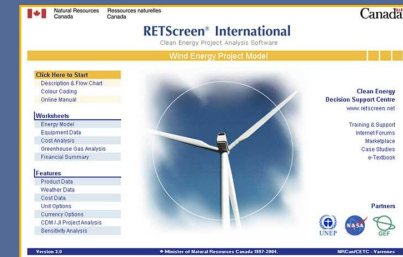 Natural Resources Canada
Ressources naturelles Canada
Canada
RETScreen® International
Clean Energy Project Analysis Software
Wind Energy Project Model
Click Here to Start
Description & Flow Chart
Colour Coding
Online Manual
Worksheets
Energy Model
Equipment Data
Cost Analysis
Greenhouse Gas Analysis
Financial Summary
Features
Product Data
Weather Data
Cost Data
Unit Options
Currency Options
CDM / JI Project Analysis
Sensitivity Analysis
Clean Energy
Decision Support Centre
www.retscreen.net
Training & Support
Internet Forums
Marketplace
Case Studies
e-Textbook
Partners
UNEP
NASA
GEF
Version 3.0
© Minister of Natural Resources Canada 1997-2004.
NRCan/CETC - Varennes